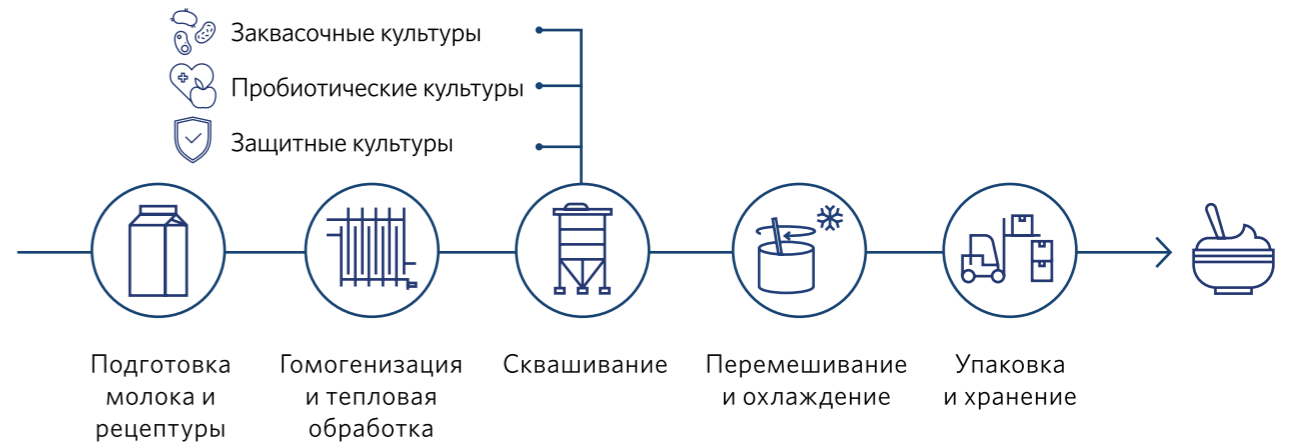 Заквасочные культуры
Пробиотические культуры
Защитные культуры
Подготовка
молока и
рецептуры
Гомогенизация
и тепловая
обработка
Сквашивание
Перемешивание
и охлаждение
Упаковка
и хранение